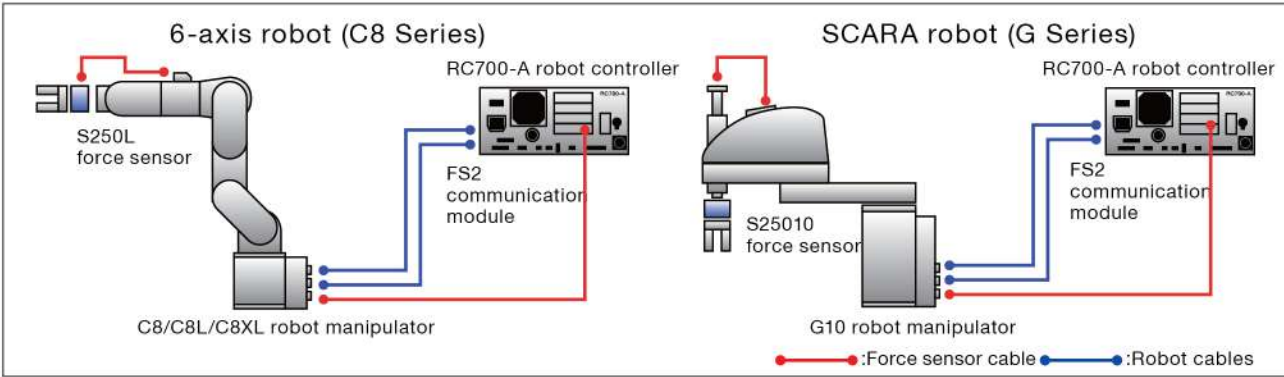 6-axis robot (C8 Series)
RC700-A robot controller
RC700-A
S250L
force sensor
FS2
communication
module
C8/C8L/C8XL robot manipulator
SCARA robot (G Series)
RC700-A robot controller
RC700-A
S25010
force sensor
FS2
communication
module
G10 robot manipulator
:Force sensor cable :Robot cables